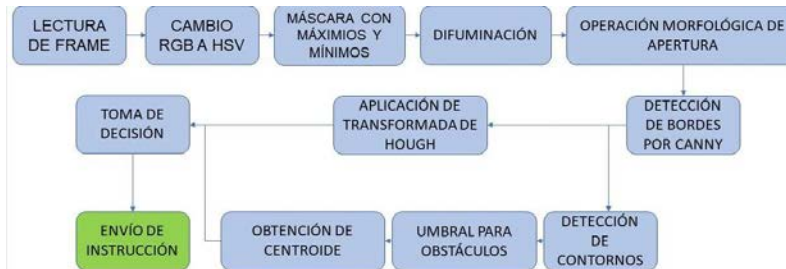 LECTURA
DE FRAME
CAMBIO
RGB A HSV
MÁSCARA CON
MÁXIMIOS Y
MÍNIMOS
DIFUMINACIÓN
OPERACIÓN MORFOLÓGICA DE
APERTURA
DETECCIÓN
DE BORDES
POR CANNY
APLICACIÓN DE
TRANSFORMADA DE
HOUGH
TOMA DE
DECISIÓN
DETECCIÓN
DE
CONTORNOS
UMBRAL PARA
OBSTÁCULOS
OBTENCIÓN DE
CENTROIDE
ENVÍO DE
INSTRUCCIÓN